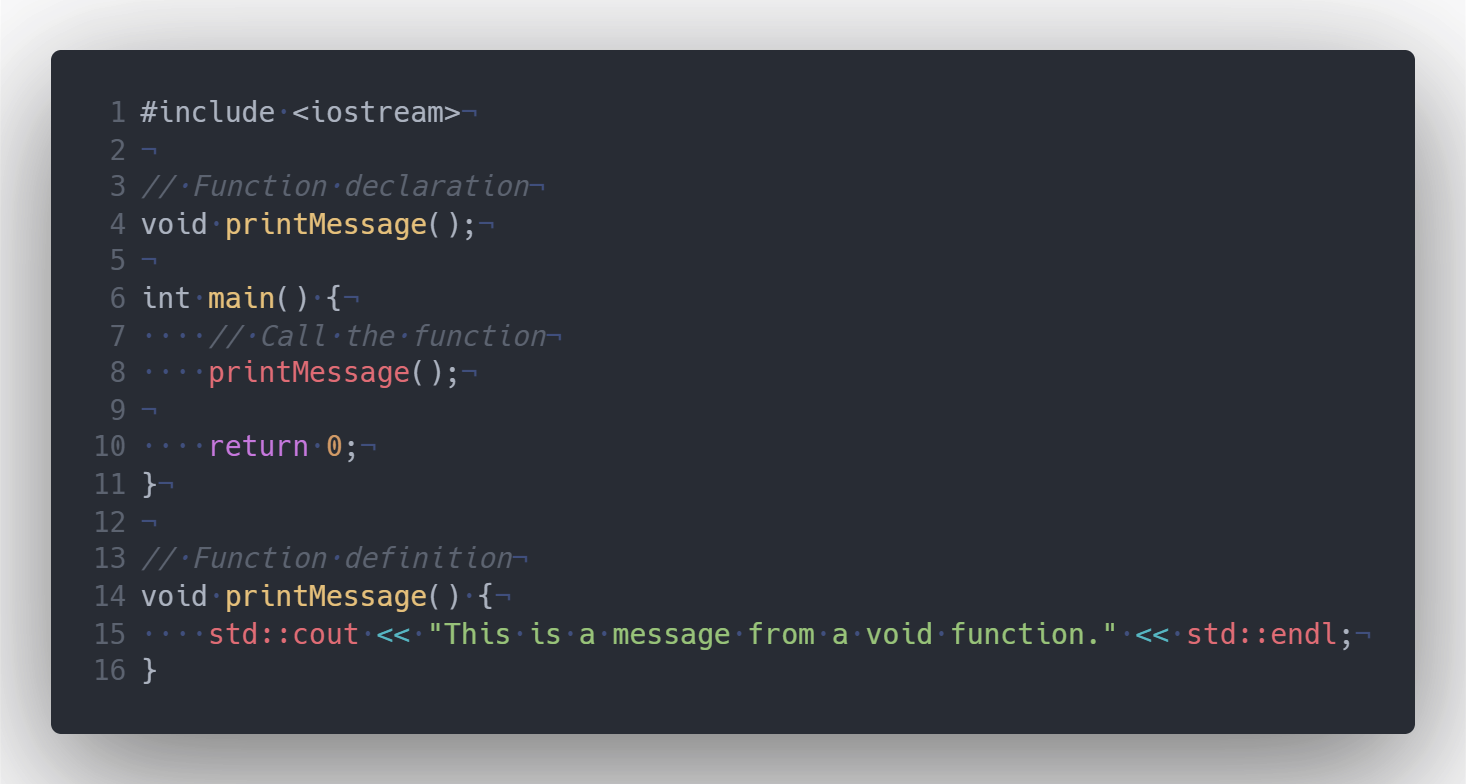 1 #include <iostream>
2
3 // Function declaration
4 void printMessage();
5
6 int main() {
7     // Call the function
8     printMessage();
9
10     return 0;
11 }
12
13 // Function definition
14 void printMessage() {
15     std::cout << "This is a message from a void function." << std::endl;
16 }